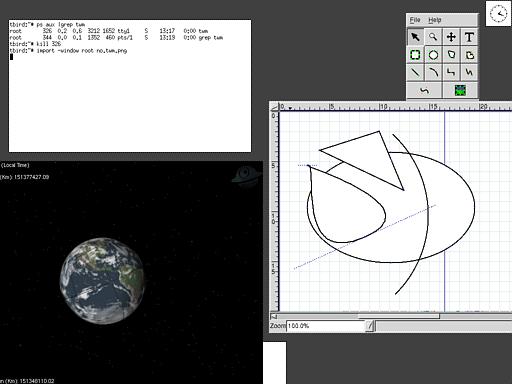 tbird:~# ps aux |grep twm
root 326 0.2 0.6 3212 1652 tty1 S 13:17 0:00 twm
root 344 0.0 0.1 1352 460 pts/1 S 13:19 0:00 grep twm
tbird:~# kill 326
tbird:~# import -window root no_twm.png
File Help
T
0 5 10 15 20
0
5
10
15
Zoom 100.0%
(Local Time)
(Km): 151377427.09
n (Km): 151348110.02